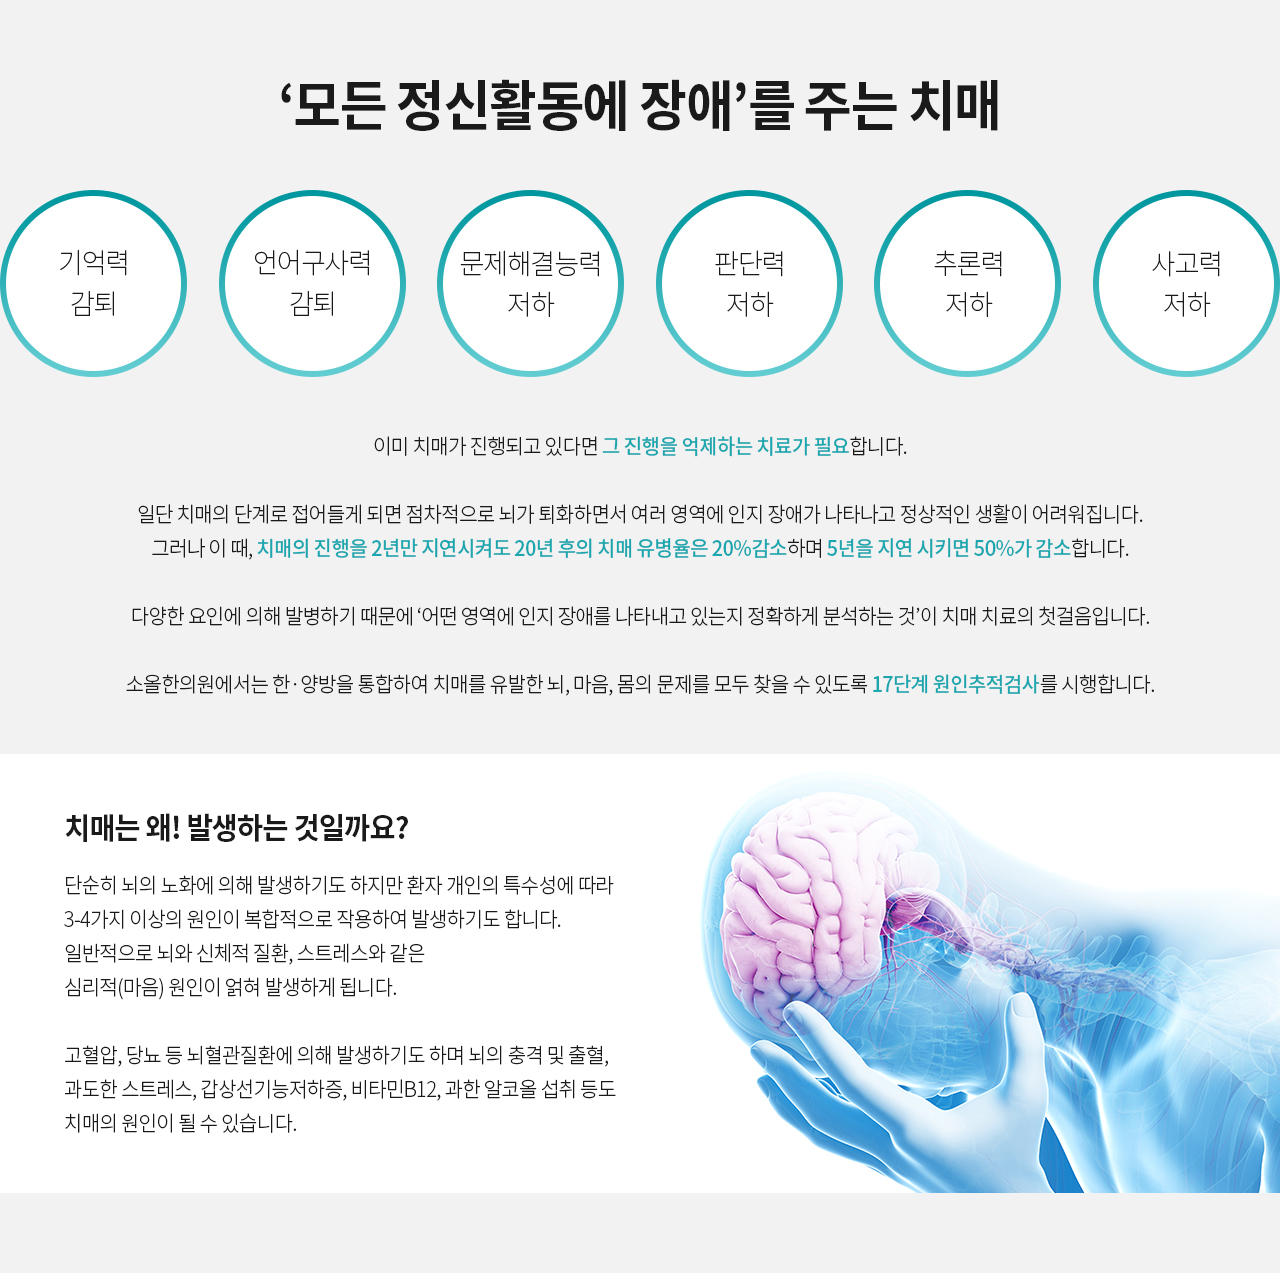 ‘모든 정신활동에 장애’를 주는 치매
기억력
감퇴
언어구사력
감퇴
문제해결능력
저하
판단력
저하
추론력
저하
사고력
저하
이미 치매가 진행되고 있다면 그 진행을 억제하는 치료가 필요합니다.
일단 치매의 단계로 접어들게 되면 점차적으로 뇌가 퇴화하면서 여러 영역에 인지 장애가 나타나고 정상적인 생활이 어려워집니다.
그러나 이 때, 치매의 진행을 2년만 지연시켜도 20년 후의 치매 유병율은 20%감소하며 5년을 지연 시키면 50%가 감소합니다.
다양한 요인에 의해 발병하기 때문에 ‘어떤 영역에 인지 장애를 나타내고 있는지 정확하게 분석하는 것’이 치매 치료의 첫걸음입니다.
소올한의원에서는 한·양방을 통합하여 치매를 유발한 뇌, 마음, 몸의 문제를 모두 찾을 수 있도록 17단계 원인추적검사를 시행합니다.
치매는 왜! 발생하는 것일까요?
단순히 뇌의 노화에 의해 발생하기도 하지만 환자 개인의 특수성에 따라
3-4가지 이상의 원인이 복합적으로 작용하여 발생하기도 합니다.
일반적으로 뇌와 신체적 질환, 스트레스와 같은
심리적(마음) 원인이 얽혀 발생하게 됩니다.
고혈압, 당뇨 등 뇌혈관질환에 의해 발생하기도 하며 뇌의 충격 및 출혈,
과도한 스트레스, 갑상선기능저하증, 비타민B12, 과한 알코올 섭취 등도
치매의 원인이 될 수 있습니다.